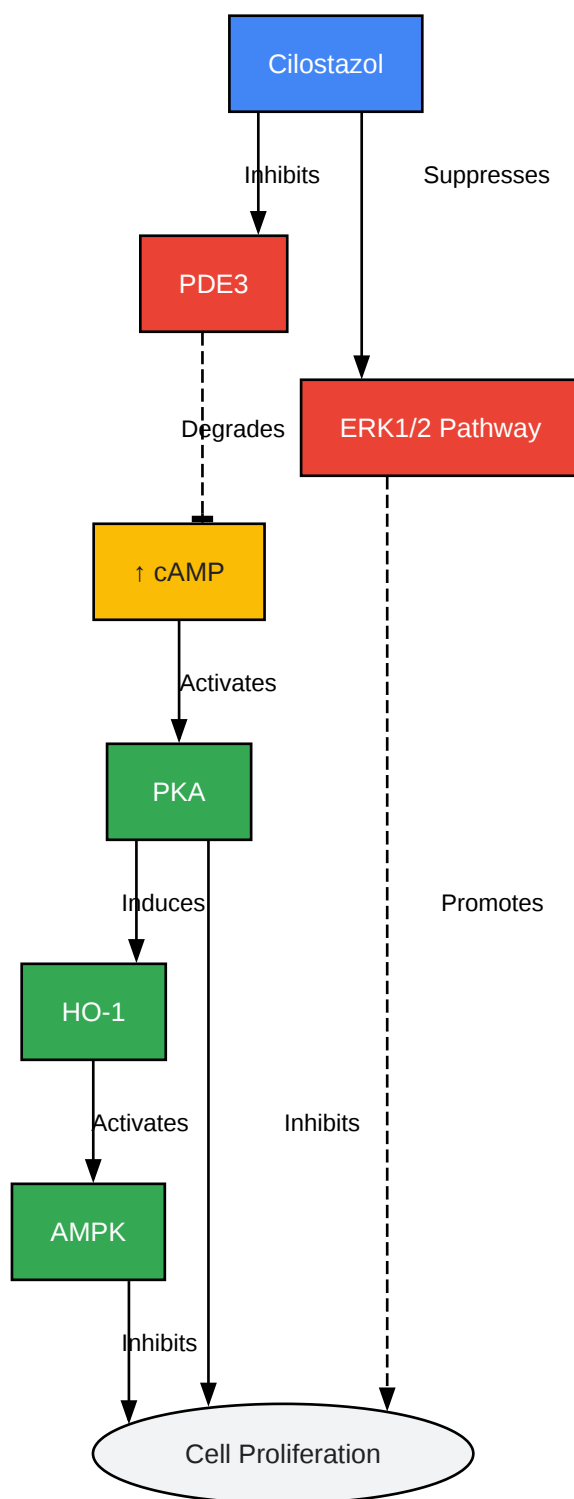 Cilostazol
Inhibits
Suppresses
PDE3
Degrades
ERK1/2 Pathway
↑ cAMP
Activates
PKA
Induces
Promotes
HO-1
Activates
Inhibits
AMPK
Inhibits
Cell Proliferation